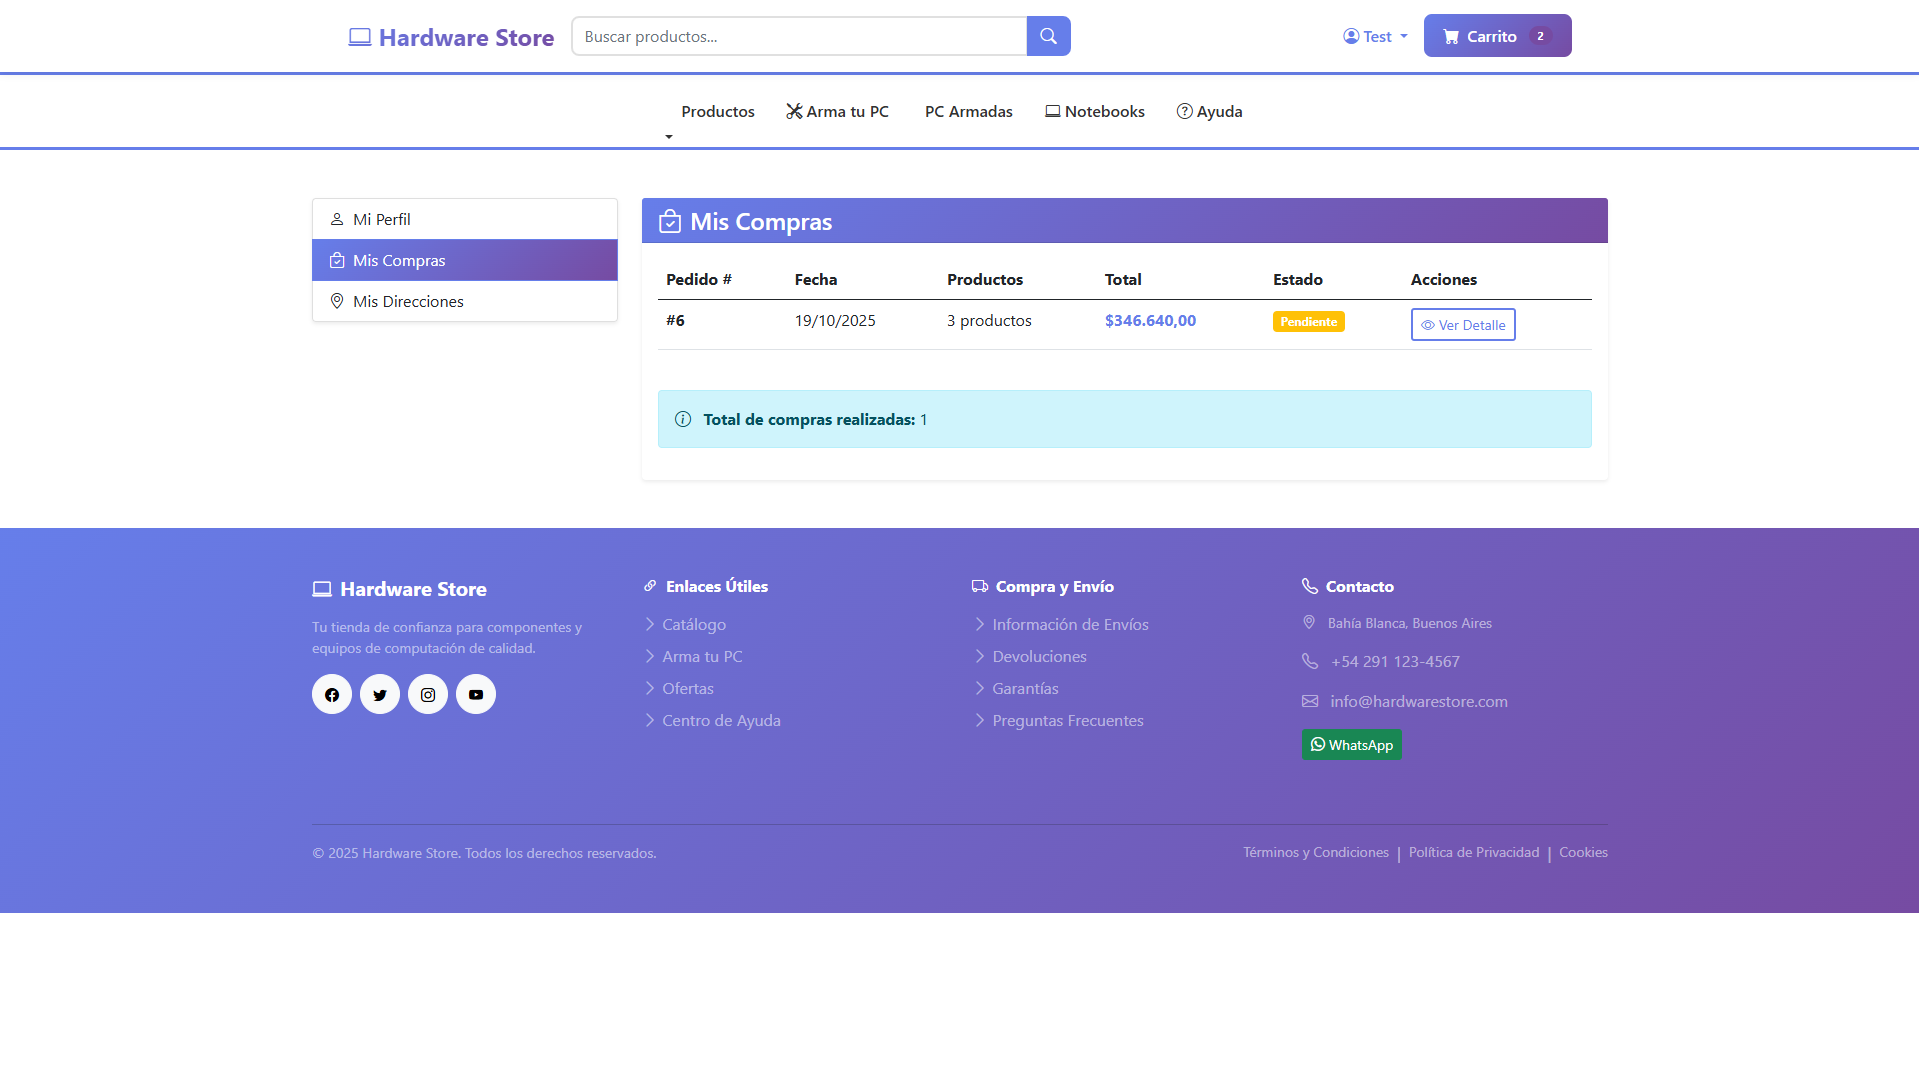 Hardware Store
Buscar productos...
Test
Carrito 2
Productos
Arma tu PC
PC Armadas
Notebooks
Ayuda
Mi Perfil
Mis Compras
Mis Direcciones
Mis Compras
Pedido # Fecha Productos Total Estado Acciones
#6 19/10/2025 3 productos $346.640,00 Pendiente Ver Detalle
Total de compras realizadas: 1
Hardware Store
Tu tienda de confianza para componentes y
equipos de computación de calidad.
Enlaces Útiles
Catálogo
Arma tu PC
Ofertas
Centro de Ayuda
Compra y Envío
Información de Envíos
Devoluciones
Garantías
Preguntas Frecuentes
Contacto
Bahía Blanca, Buenos Aires
+54 291 123-4567
info@hardwarestore.com
WhatsApp
© 2025 Hardware Store. Todos los derechos reservados.
Términos y Condiciones | Política de Privacidad | Cookies